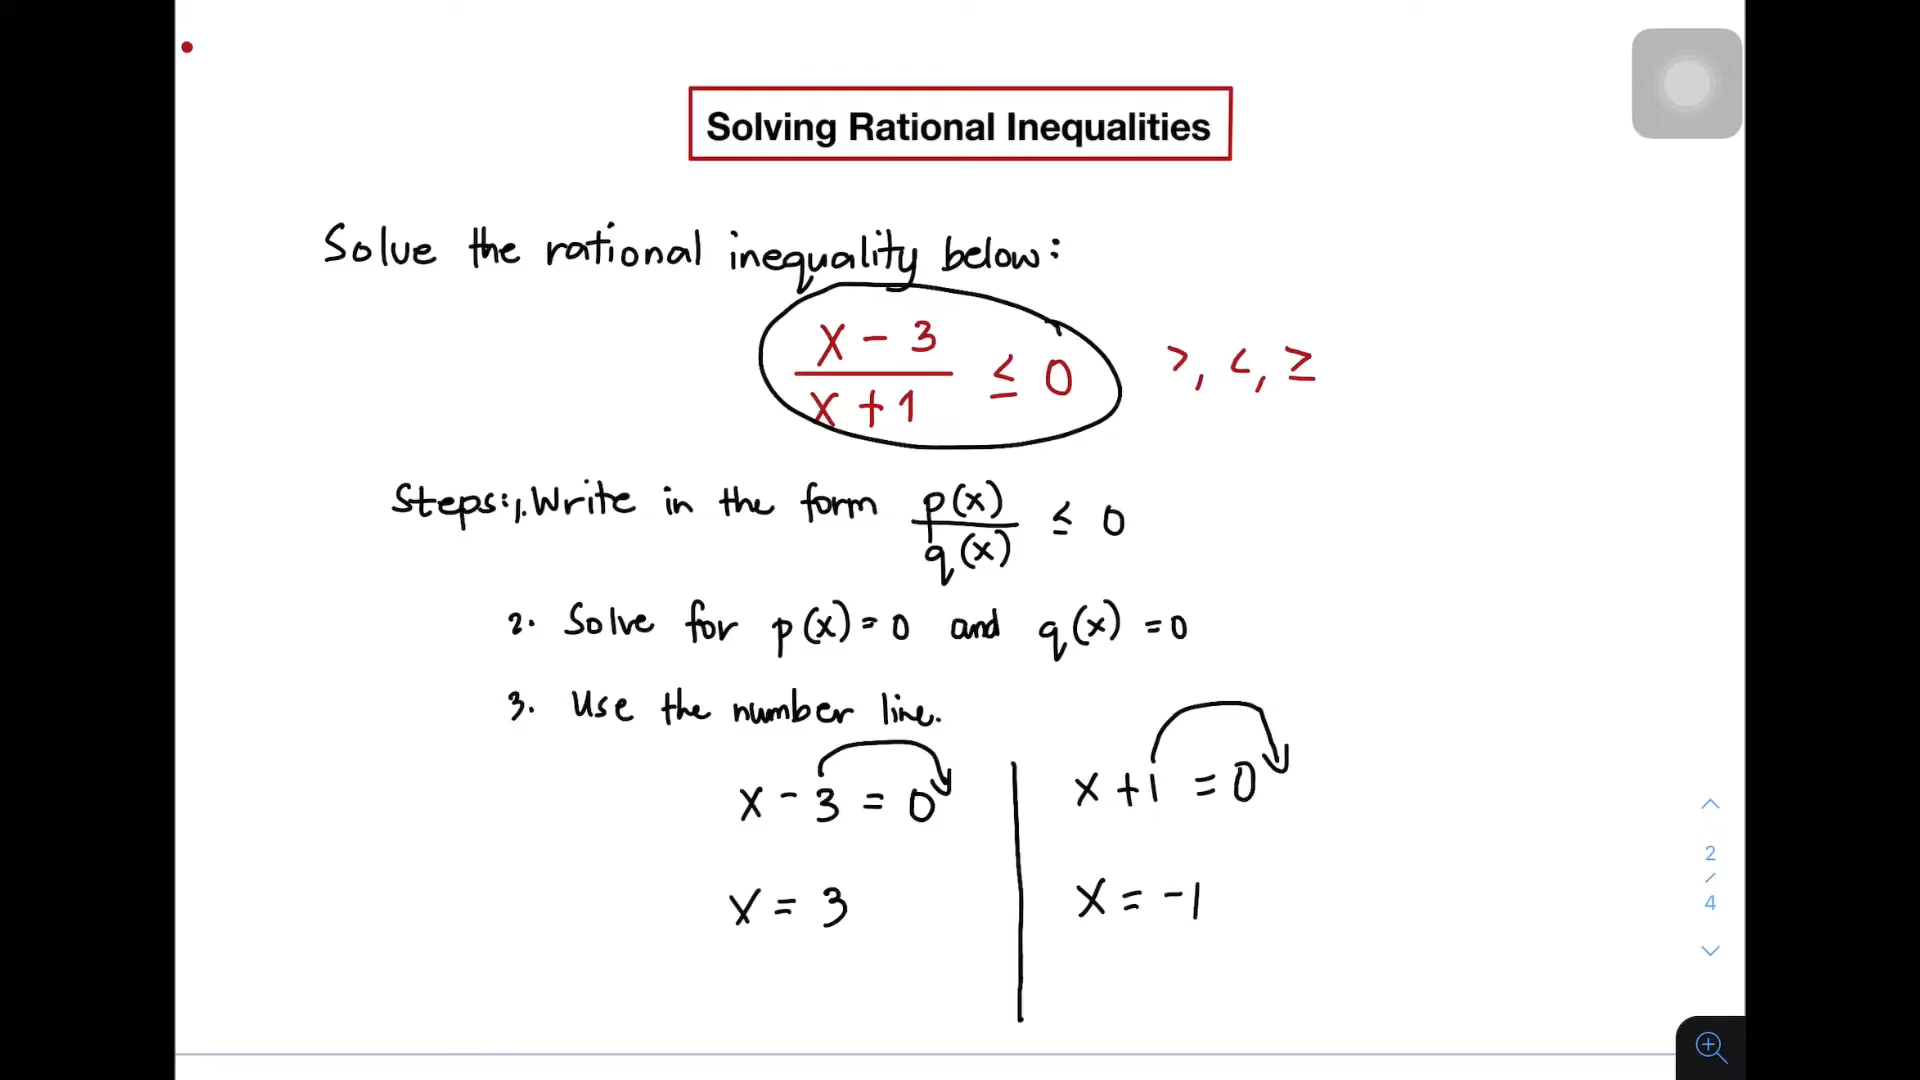 Solving Rational Inequalities
Solve the rational inequality below:
x - 3
x + 1
≤ 0 >, <, ≥
Steps: 1. Write in the form p(x)/q(x) ≤ 0
2. Solve for p(x) = 0 and q(x) = 0
3. Use the number line.
x - 3 = 0
x + 1 = 0
x = 3
x = -1
2
/
4